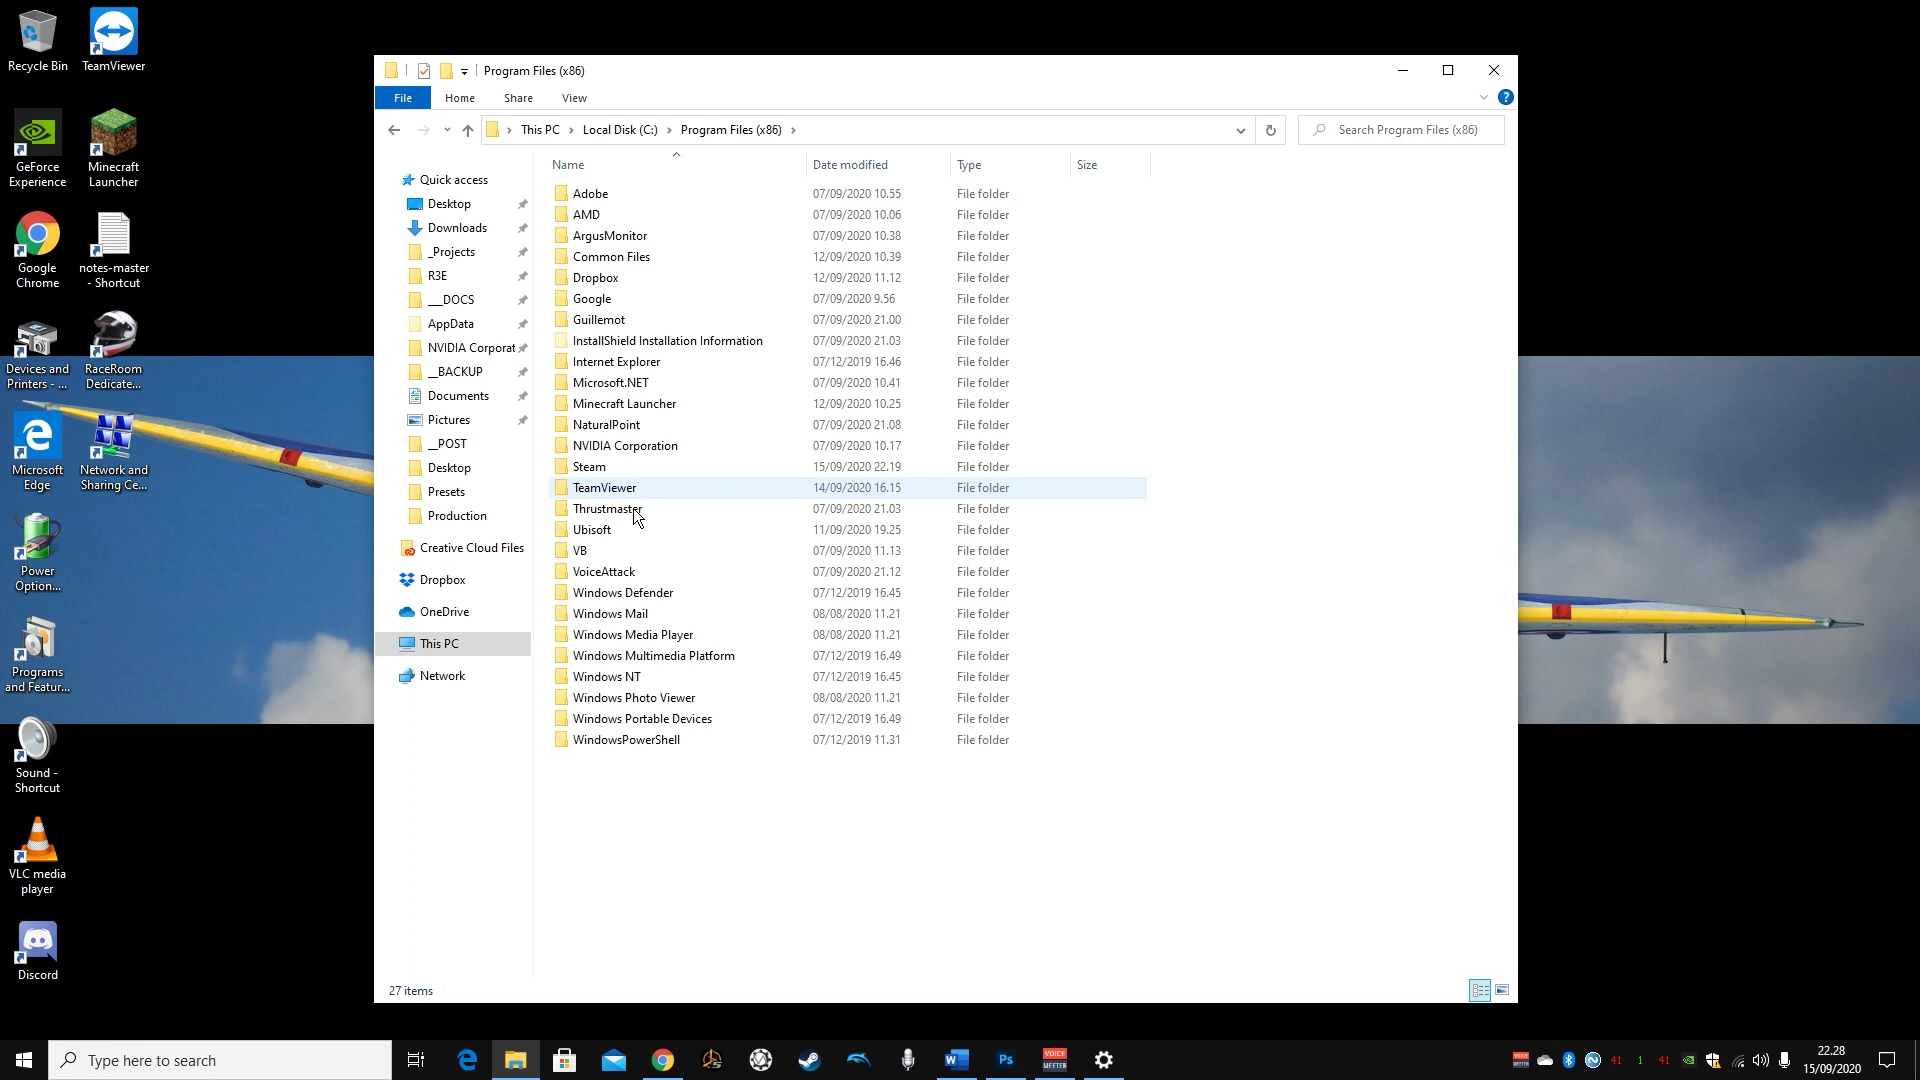 Recycle Bin
TeamViewer
GeForce
Experience
Minecraft
Launcher
Google
Chrome
notes-master
- Shortcut
Devices and
Printers - ...
RaceRoom
Dedicate...
Microsoft
Edge
Network and
Sharing Ce...
Power
Option...
Programs
and Featur...
Sound -
Shortcut
VLC media
player
Discord
Program Files (x86)
File Home Share View
This PC Local Disk (C:) Program Files (x86)
Search Program Files (x86)
Quick access
Desktop
Downloads
_Projects
R3E
___DOCS
AppData
NVIDIA Corporat
__BACKUP
Documents
Pictures
__POST
Desktop
Presets
Production
Creative Cloud Files
Dropbox
OneDrive
This PC
Network
Name Date modified Type Size
Adobe 07/09/2020 10.55 File folder
AMD 07/09/2020 10.06 File folder
ArgusMonitor 07/09/2020 10.38 File folder
Common Files 12/09/2020 10.39 File folder
Dropbox 12/09/2020 11.12 File folder
Google 07/09/2020 9.56 File folder
Guillemot 07/09/2020 21.00 File folder
InstallShield Installation Information 07/09/2020 21.03 File folder
Internet Explorer 07/12/2019 16.46 File folder
Microsoft.NET 07/09/2020 10.41 File folder
Minecraft Launcher 12/09/2020 10.25 File folder
NaturalPoint 07/09/2020 21.08 File folder
NVIDIA Corporation 07/09/2020 10.17 File folder
Steam 15/09/2020 22.19 File folder
TeamViewer 14/09/2020 16.15 File folder
Thrustmaster 07/09/2020 21.03 File folder
Ubisoft 11/09/2020 19.25 File folder
VB 07/09/2020 11.13 File folder
VoiceAttack 07/09/2020 21.12 File folder
Windows Defender 07/12/2019 16.45 File folder
Windows Mail 08/08/2020 11.21 File folder
Windows Media Player 08/08/2020 11.21 File folder
Windows Multimedia Platform 07/12/2019 16.49 File folder
Windows NT 07/12/2019 16.45 File folder
Windows Photo Viewer 08/08/2020 11.21 File folder
Windows Portable Devices 07/12/2019 16.49 File folder
WindowsPowerShell 07/12/2019 11.31 File folder
27 items
Type here to search
W
Ps
VOICE
MEETER
41 1 41
22.28
15/09/2020